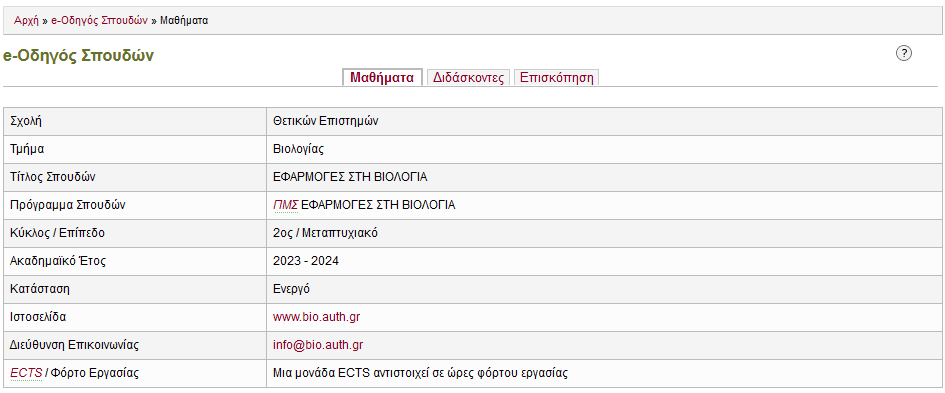 Αρχή » e-Οδηγός Σπουδών » Μαθήματα
e-Οδηγός Σπουδών
?
Μαθήματα Διδάσκοντες Επισκόπηση
Σχολή Θετικών Επιστημών
Τμήμα Βιολογίας
Τίτλος Σπουδών ΕΦΑΡΜΟΓΕΣ ΣΤΗ ΒΙΟΛΟΓΙΑ
Πρόγραμμα Σπουδών ΠΜΣ ΕΦΑΡΜΟΓΕΣ ΣΤΗ ΒΙΟΛΟΓΙΑ
Κύκλος / Επίπεδο 2ος / Μεταπτυχιακό
Ακαδημαϊκό Έτος 2023 - 2024
Κατάσταση Ενεργό
Ιστοσελίδα www.bio.auth.gr
Διεύθυνση Επικοινωνίας info@bio.auth.gr
ECTS / Φόρτο Εργασίας Μια μονάδα ECTS αντιστοιχεί σε ώρες φόρτου εργασίας